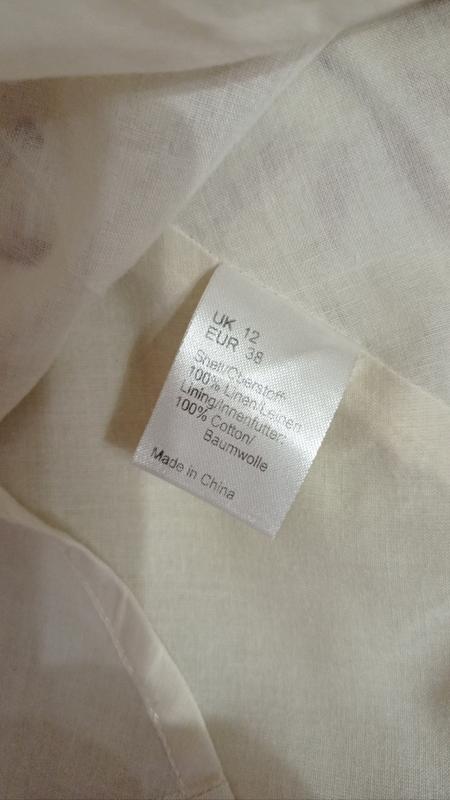 UK 12
EUR 38
Shell/Oberstoff:
100% Linen/Leinen
Lining/Innenfutter:
100% Cotton/
Baumwolle
Made in China